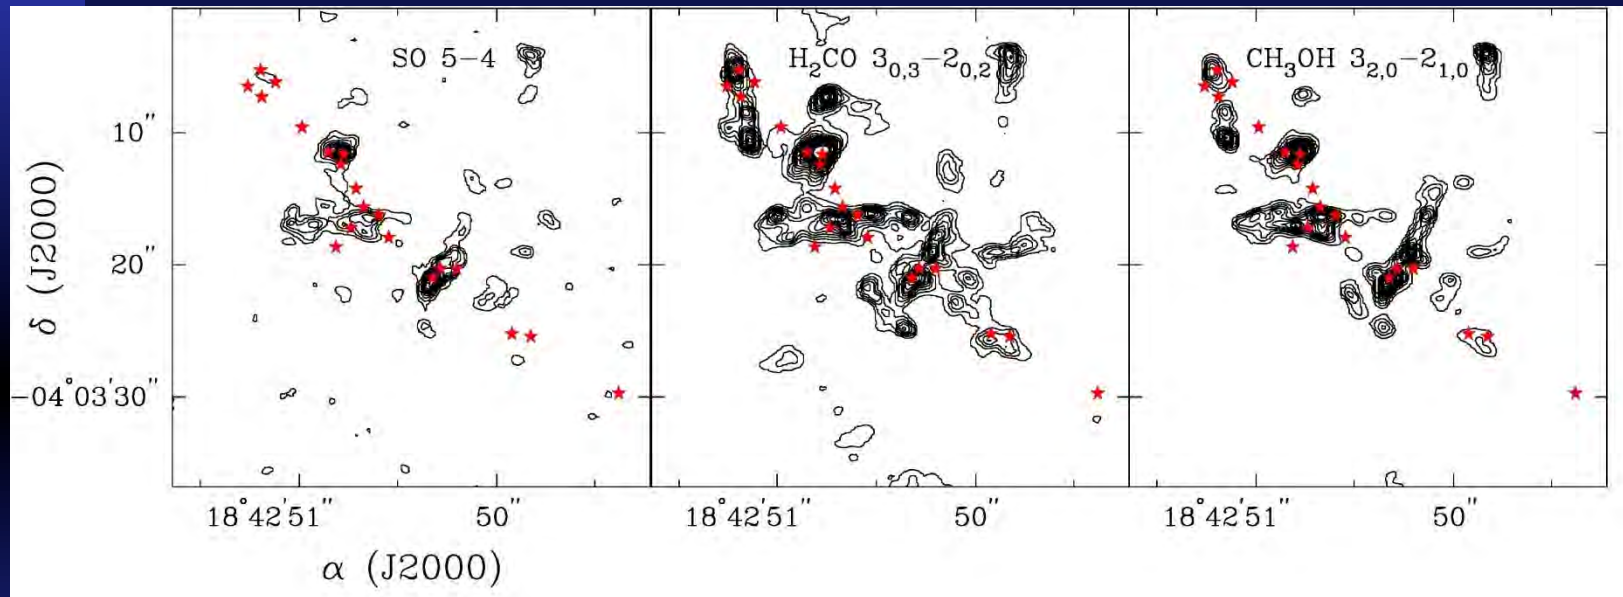 SO 5−4
H₂CO 3₀,₃−2₀,₂
CH₃OH 3₂,₀−2₁,₀
10″
20″
−04°03′30″
δ (J2000)
18°42′51″ 50″
18°42′51″ 50″
18°42′51″ 50″
α (J2000)